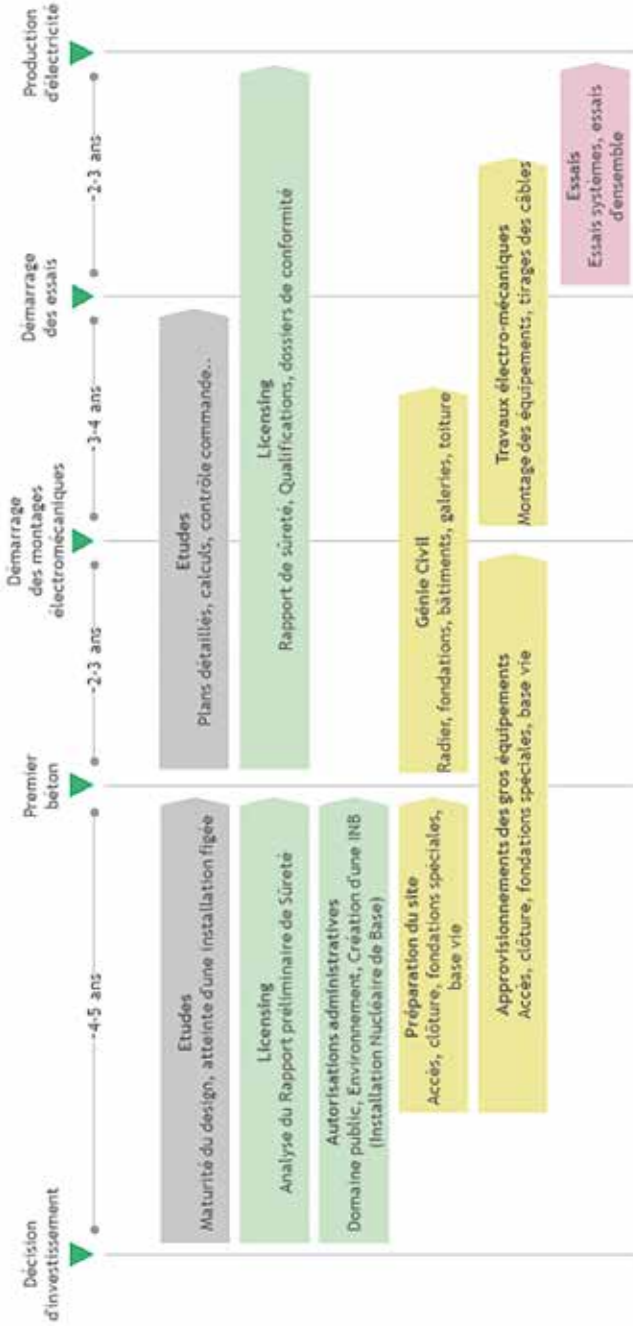 Décision
d'investissement
~4-5 ans
Premier
béton
~2-3 ans
Démarrage
des montages
électromécaniques
~3-4 ans
Démarrage
des essais
~2-3 ans
Production
d'électricité
Etudes
Maturité du design, atteinte d'une installation figée
Etudes
Plans détaillés, calculs, contrôle commande..
Licensing
Analyse du Rapport préliminaire de Sûreté
Licensing
Rapport de sûreté, Qualifications, dossiers de conformité
Autorisations administratives
Domaine public, Environnement, Création d'une INB
(Installation Nucléaire de Base)
Préparation du site
Accès, clôture, fondations spéciales,
base vie
Génie Civil
Radier, fondations, bâtiments, galeries, toiture
Approvisionnements des gros équipements
Accès, clôture, fondations spéciales, base vie
Travaux électro-mécaniques
Montage des équipements, tirages des câbles
Essais
Essais systèmes, essais
d'ensemble